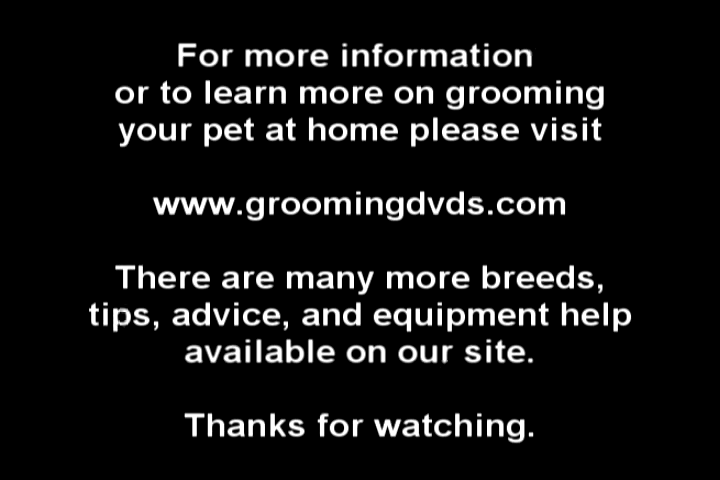 For more information
or to learn more on grooming
your pet at home please visit
www.groomingdvds.com
There are many more breeds,
tips, advice, and equipment help
available on our site.
Thanks for watching.